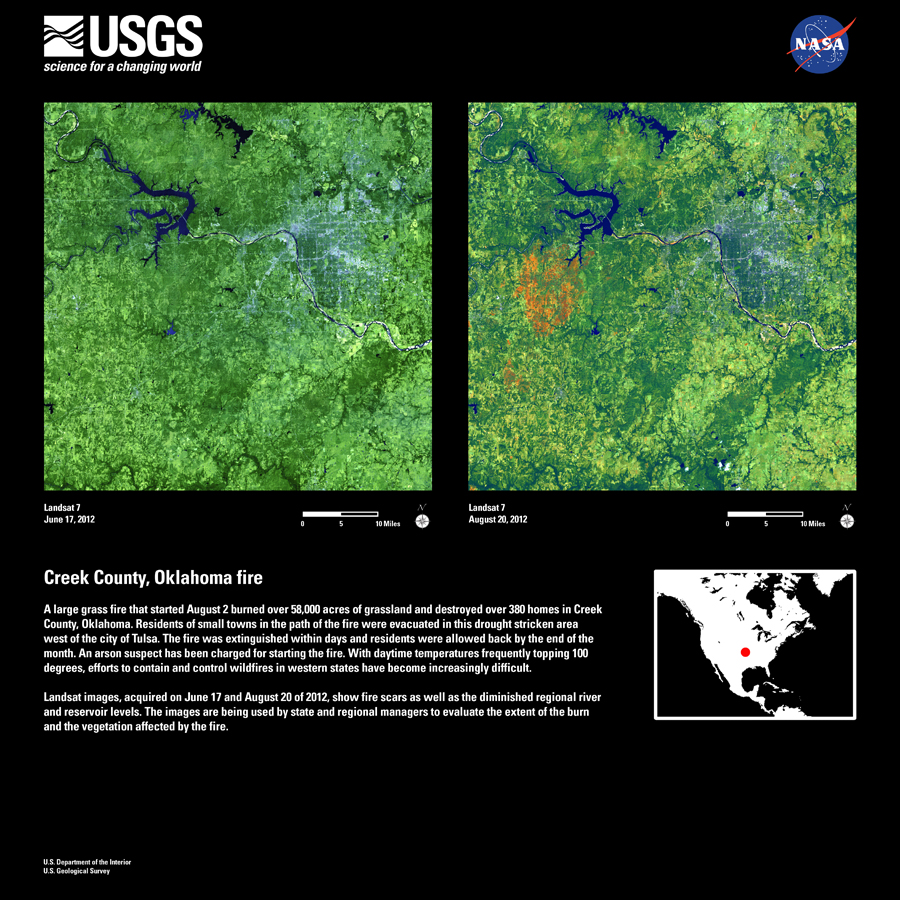 USGS
science for a changing world
NASA
Landsat 7
June 17, 2012
0 5 10 Miles
N
Landsat 7
August 20, 2012
0 5 10 Miles
N
Creek County, Oklahoma fire
A large grass fire that started August 2 burned over 58,000 acres of grassland and destroyed over 380 homes in Creek
County, Oklahoma. Residents of small towns in the path of the fire were evacuated in this drought stricken area
west of the city of Tulsa. The fire was extinguished within days and residents were allowed back by the end of the
month. An arson suspect has been charged for starting the fire. With daytime temperatures frequently topping 100
degrees, efforts to contain and control wildfires in western states have become increasingly difficult.
Landsat images, acquired on June 17 and August 20 of 2012, show fire scars as well as the diminished regional river
and reservoir levels. The images are being used by state and regional managers to evaluate the extent of the burn
and the vegetation affected by the fire.
U.S. Department of the Interior
U.S. Geological Survey